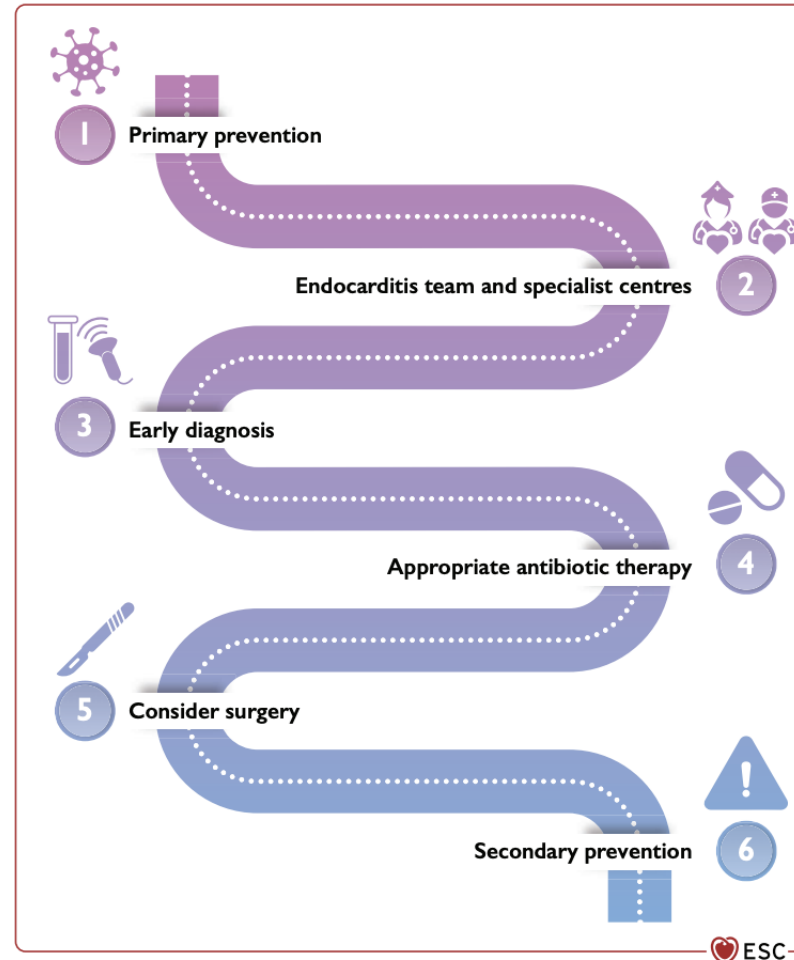 1
Primary prevention
2
Endocarditis team and specialist centres
3
Early diagnosis
4
Appropriate antibiotic therapy
5
Consider surgery
!
6
Secondary prevention
ESC